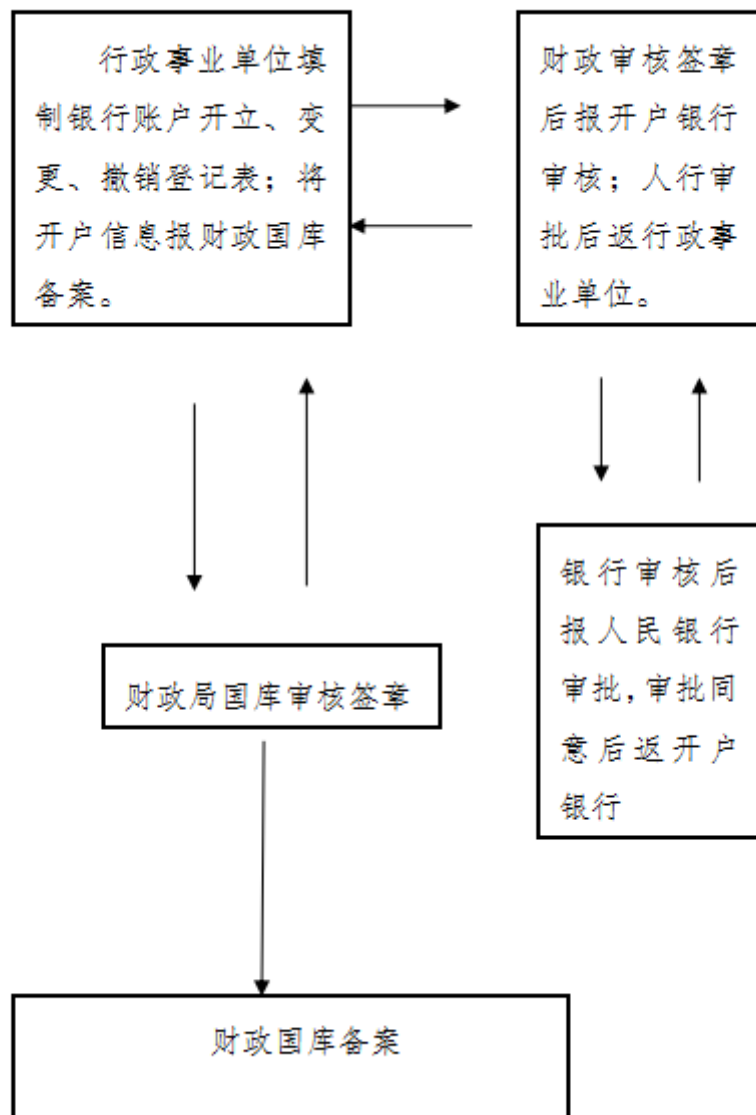 行政事业单位填
制银行账户开立、变
更、撤销登记表；将
开户信息报财政国库
备案。
财政审核签章
后报开户银行
审核；人行审
批后返行政事
业单位。
银行审核后
报人民银行
审批，审批同
意后返开户
银行
财政局国库审核签章
财政国库备案